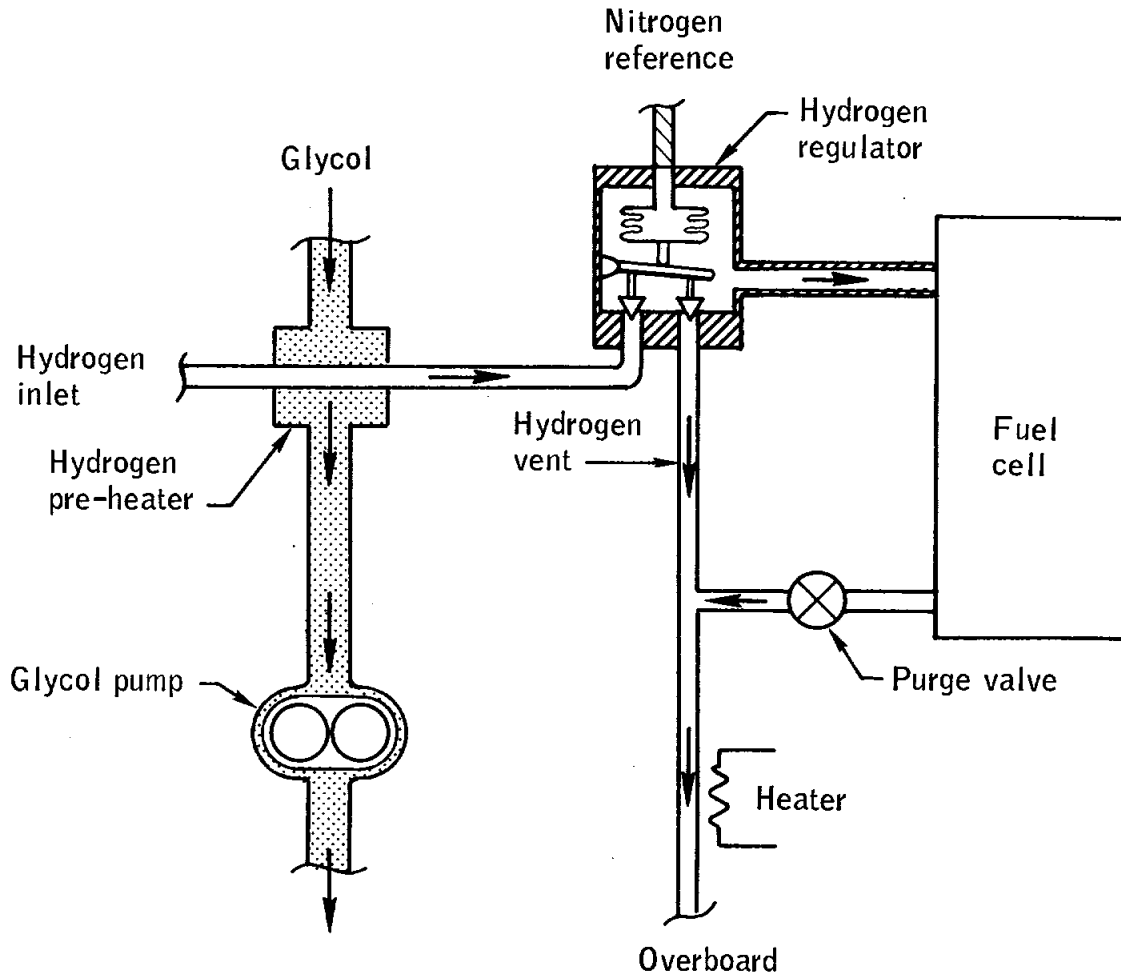 Nitrogen
reference
Hydrogen
regulator
Glycol
Hydrogen
inlet
Hydrogen
vent
Fuel
cell
Hydrogen
pre-heater
Glycol pump
Purge valve
Heater
Overboard